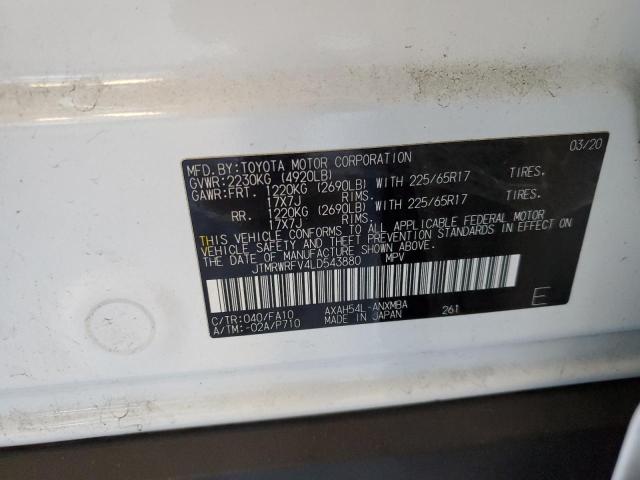 MFD. BY: TOYOTA MOTOR CORPORATION 03/20
GVWR: 2230KG (4920LB)
GAWR: FRT. 1220KG (2690LB) WITH 225/65R17 TIRES.
17X7J RIMS.
RR. 1220KG (2690LB) WITH 225/65R17 TIRES.
17X7J RIMS.
THIS VEHICLE CONFORMS TO ALL APPLICABLE FEDERAL MOTOR
VEHICLE SAFETY AND THEFT PREVENTION STANDARDS IN EFFECT ON
THE DATE OF MANUFACTURE SHOWN ABOVE.
JTMRWRFV4LD543880 MPV
C/TR: 040/FA10 AXAH54L-ANXMBA 261 E
A/TM: -02A/P710 MADE IN JAPAN